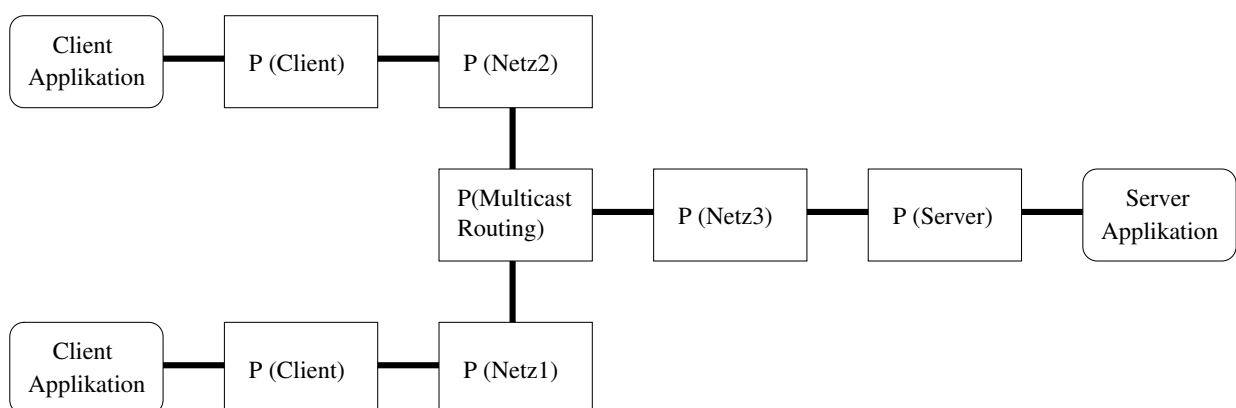 Client
Applikation
P (Client)
P (Netz2)
P(Multicast
Routing)
P (Netz3)
P (Server)
Server
Applikation
Client
Applikation
P (Client)
P (Netz1)